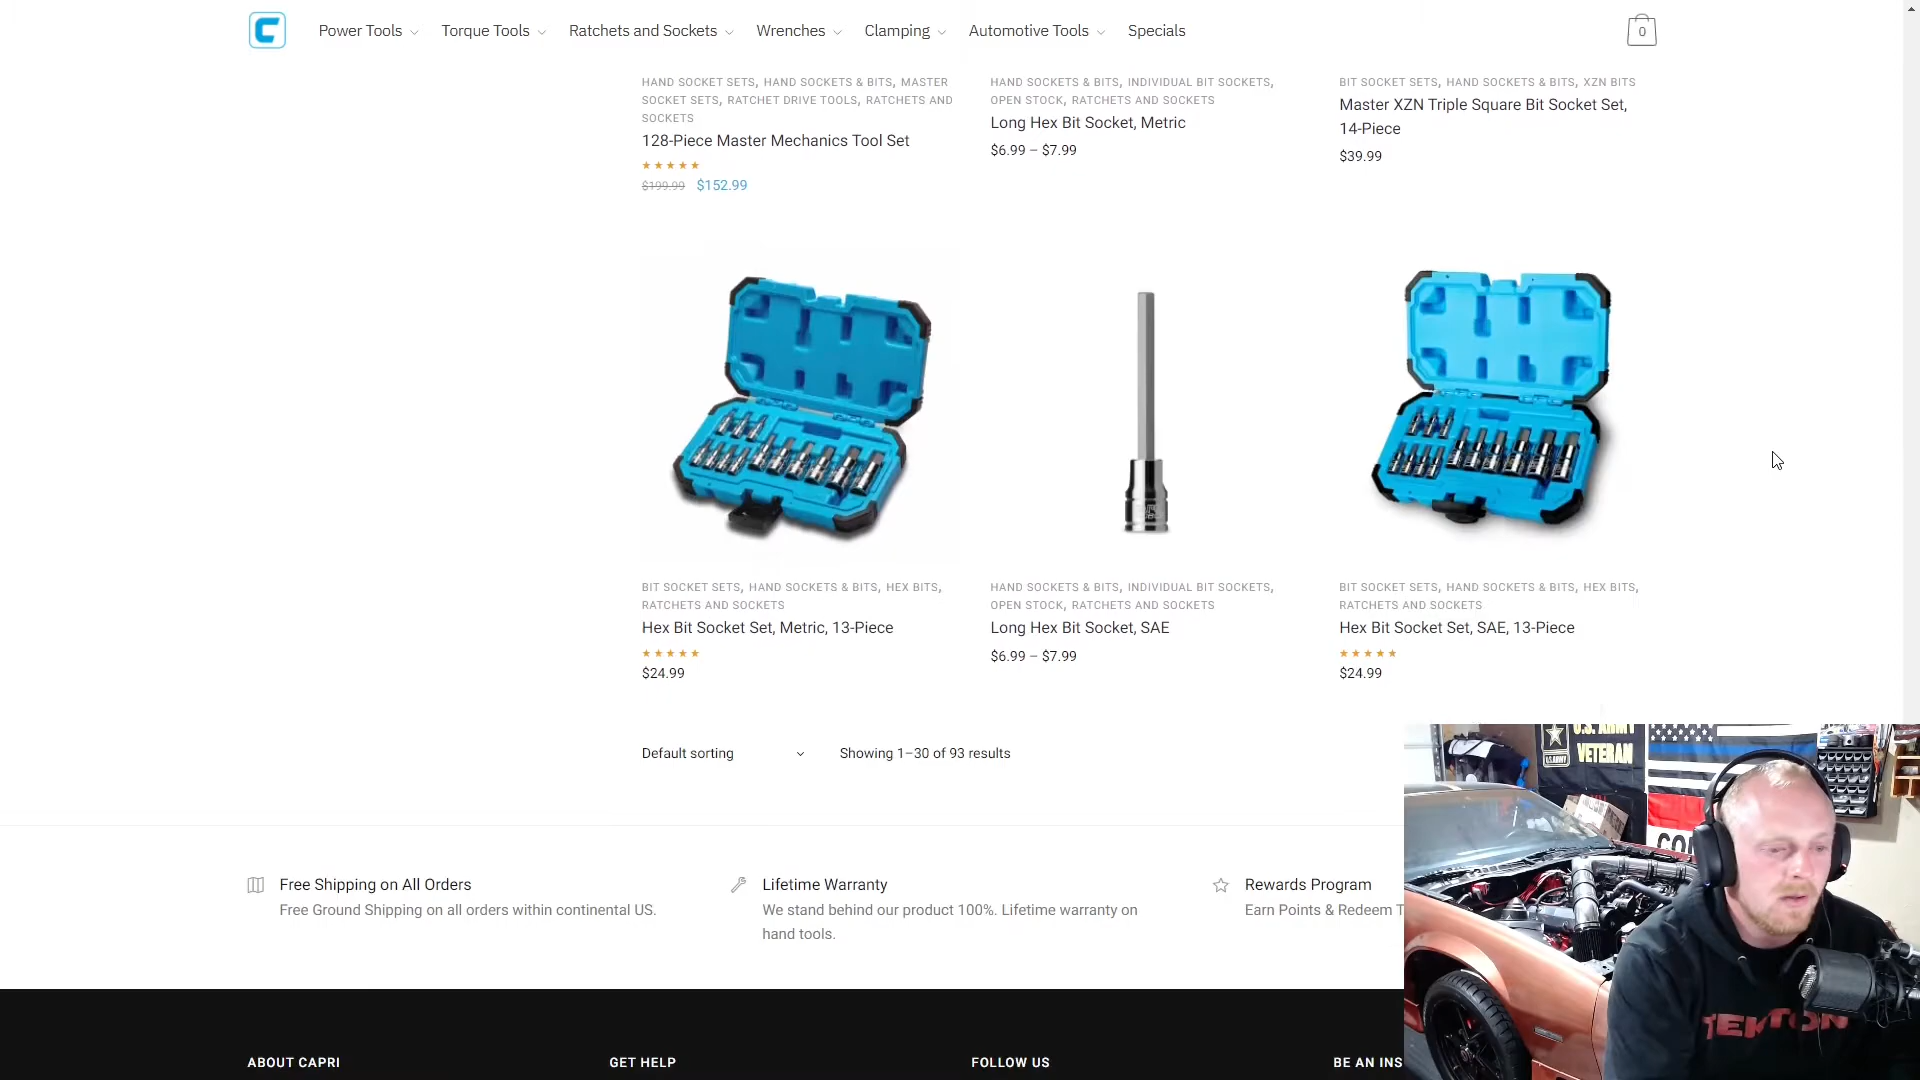 Power Tools
Torque Tools
Ratchets and Sockets
Wrenches
Clamping
Automotive Tools
Specials
0
HAND SOCKET SETS, HAND SOCKETS & BITS, MASTER
SOCKET SETS, RATCHET DRIVE TOOLS, RATCHETS AND
SOCKETS
128-Piece Master Mechanics Tool Set
$199.99 $152.99
HAND SOCKETS & BITS, INDIVIDUAL BIT SOCKETS,
OPEN STOCK, RATCHETS AND SOCKETS
Long Hex Bit Socket, Metric
$6.99 – $7.99
BIT SOCKET SETS, HAND SOCKETS & BITS, XZN BITS
Master XZN Triple Square Bit Socket Set,
14-Piece
$39.99
BIT SOCKET SETS, HAND SOCKETS & BITS, HEX BITS,
RATCHETS AND SOCKETS
Hex Bit Socket Set, Metric, 13-Piece
$24.99
HAND SOCKETS & BITS, INDIVIDUAL BIT SOCKETS,
OPEN STOCK, RATCHETS AND SOCKETS
Long Hex Bit Socket, SAE
$6.99 – $7.99
BIT SOCKET SETS, HAND SOCKETS & BITS, HEX BITS,
RATCHETS AND SOCKETS
Hex Bit Socket Set, SAE, 13-Piece
$24.99
Default sorting
Showing 1–30 of 93 results
U.S. ARMY
VETERAN
U.S. ARMY
Free Shipping on All Orders
Free Ground Shipping on all orders within continental US.
Lifetime Warranty
We stand behind our product 100%. Lifetime warranty on
hand tools.
Rewards Program
Earn Points & Redeem T
TEKTON
ABOUT CAPRI
GET HELP
FOLLOW US
BE AN INS